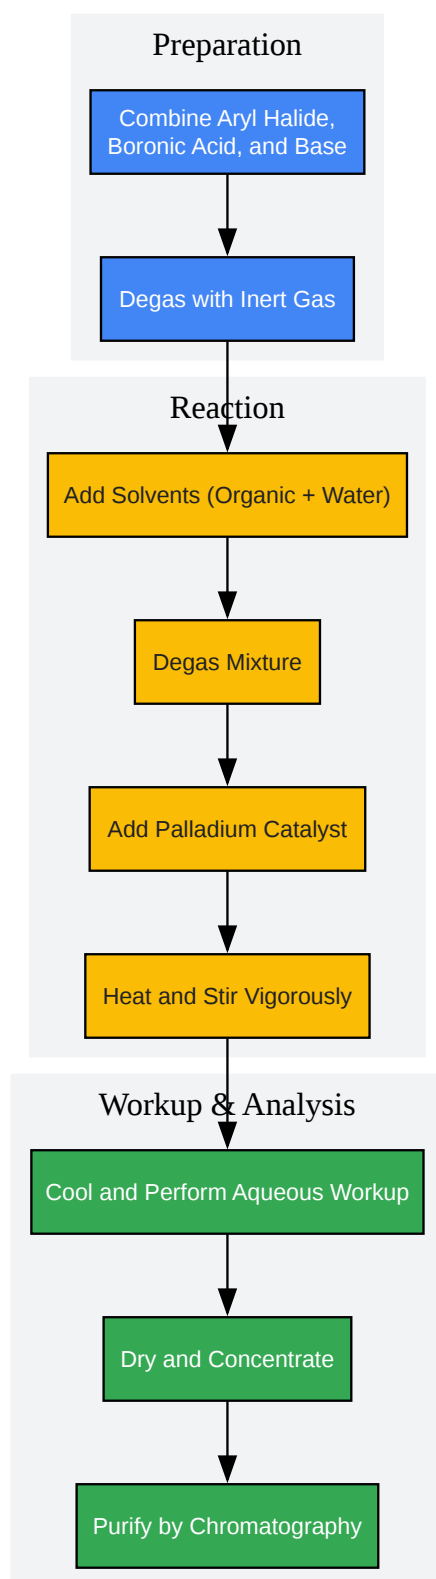 Preparation
Combine Aryl Halide,
Boronic Acid, and Base
Degas with Inert Gas
Reaction
Add Solvents (Organic + Water)
Degas Mixture
Add Palladium Catalyst
Heat and Stir Vigorously
Workup & Analysis
Cool and Perform Aqueous Workup
Dry and Concentrate
Purify by Chromatography